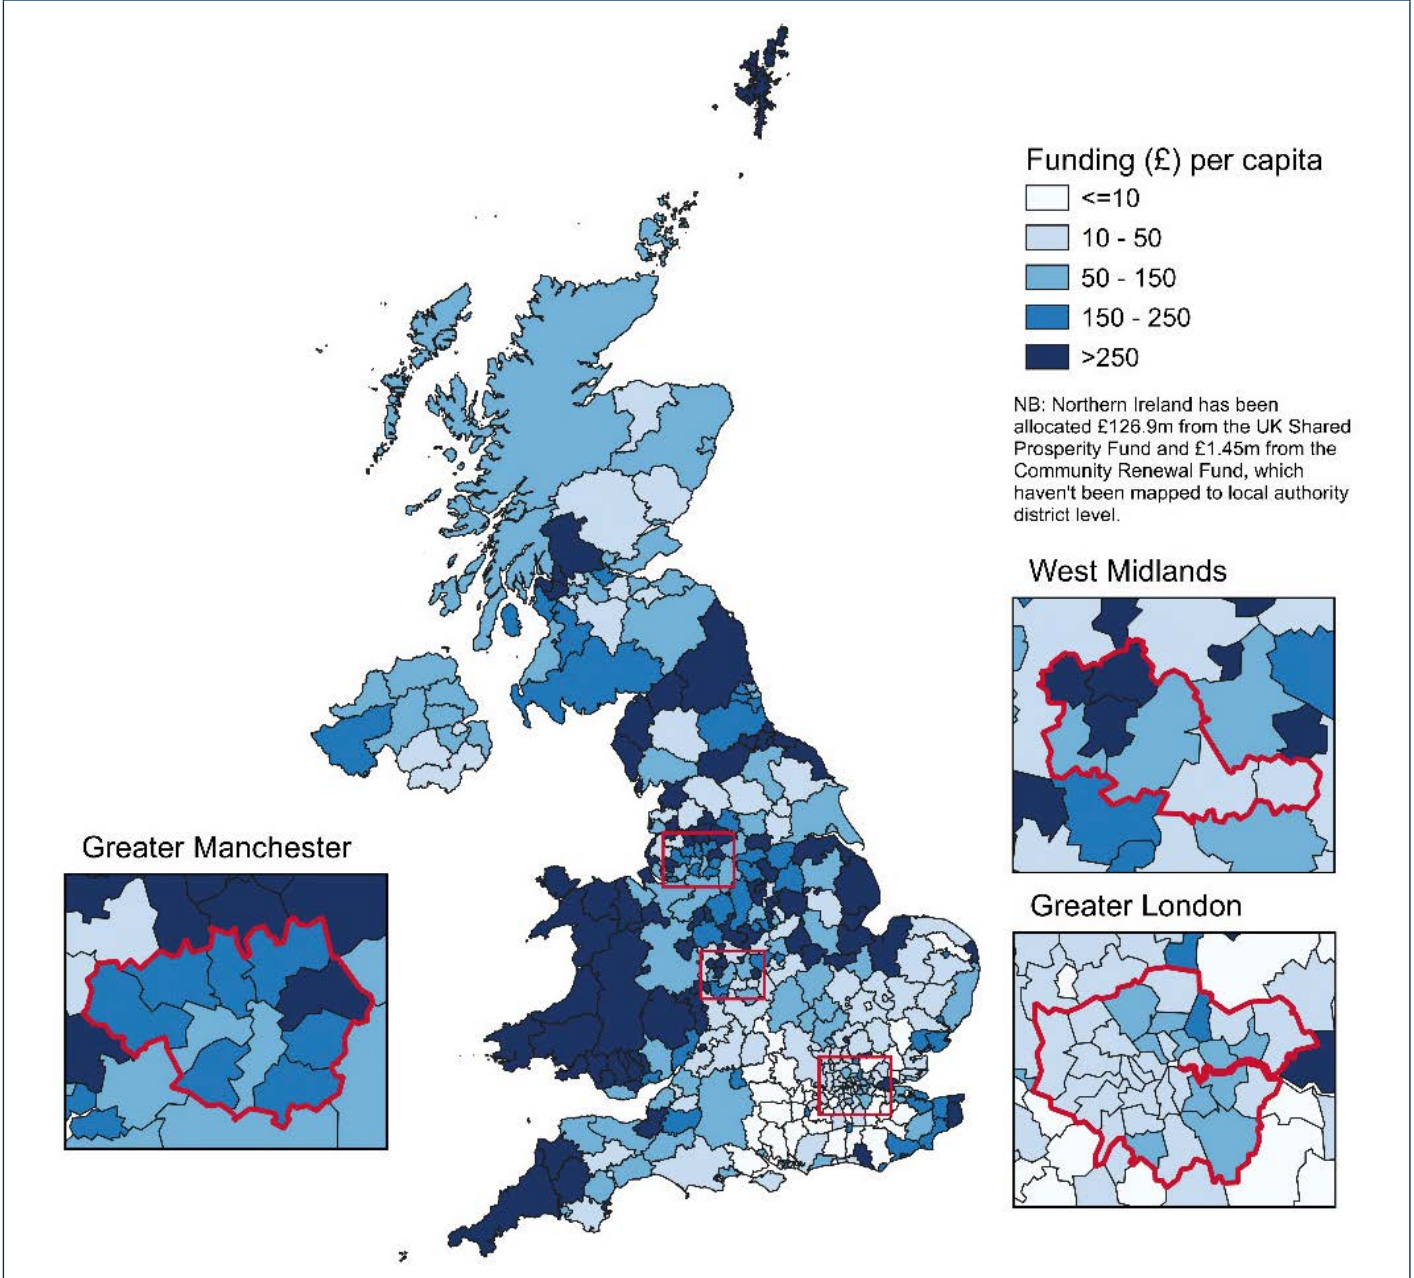 Funding (£) per capita
<=10
10 - 50
50 - 150
150 - 250
>250
NB: Northern Ireland has been
allocated £126.9m from the UK Shared
Prosperity Fund and £1.45m from the
Community Renewal Fund, which
haven't been mapped to local authority
district level.
West Midlands
Greater Manchester
Greater London